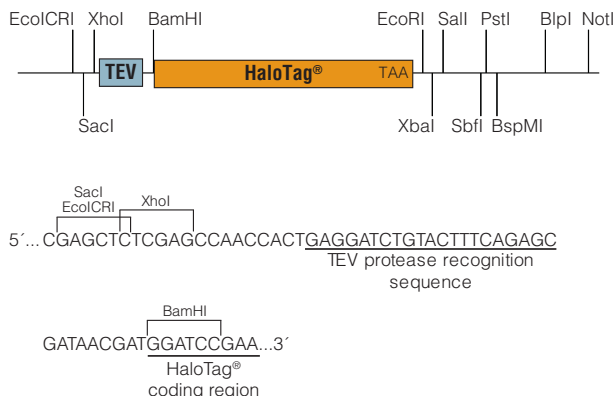 EcoICRI XhoI BamHI EcoRI SalI PstI BlpI NotI
TEV HaloTag® TAA
SacI XbaI SbfI BspMI
SacI
EcoICRI XhoI
5´... CGAGCTCTCGAGCCAACCACTGAGGATCTGTACTTTCAGAGC
TEV protease recognition
sequence
BamHI
GATAACGATGGATCCGAA...3´
HaloTag®
coding region